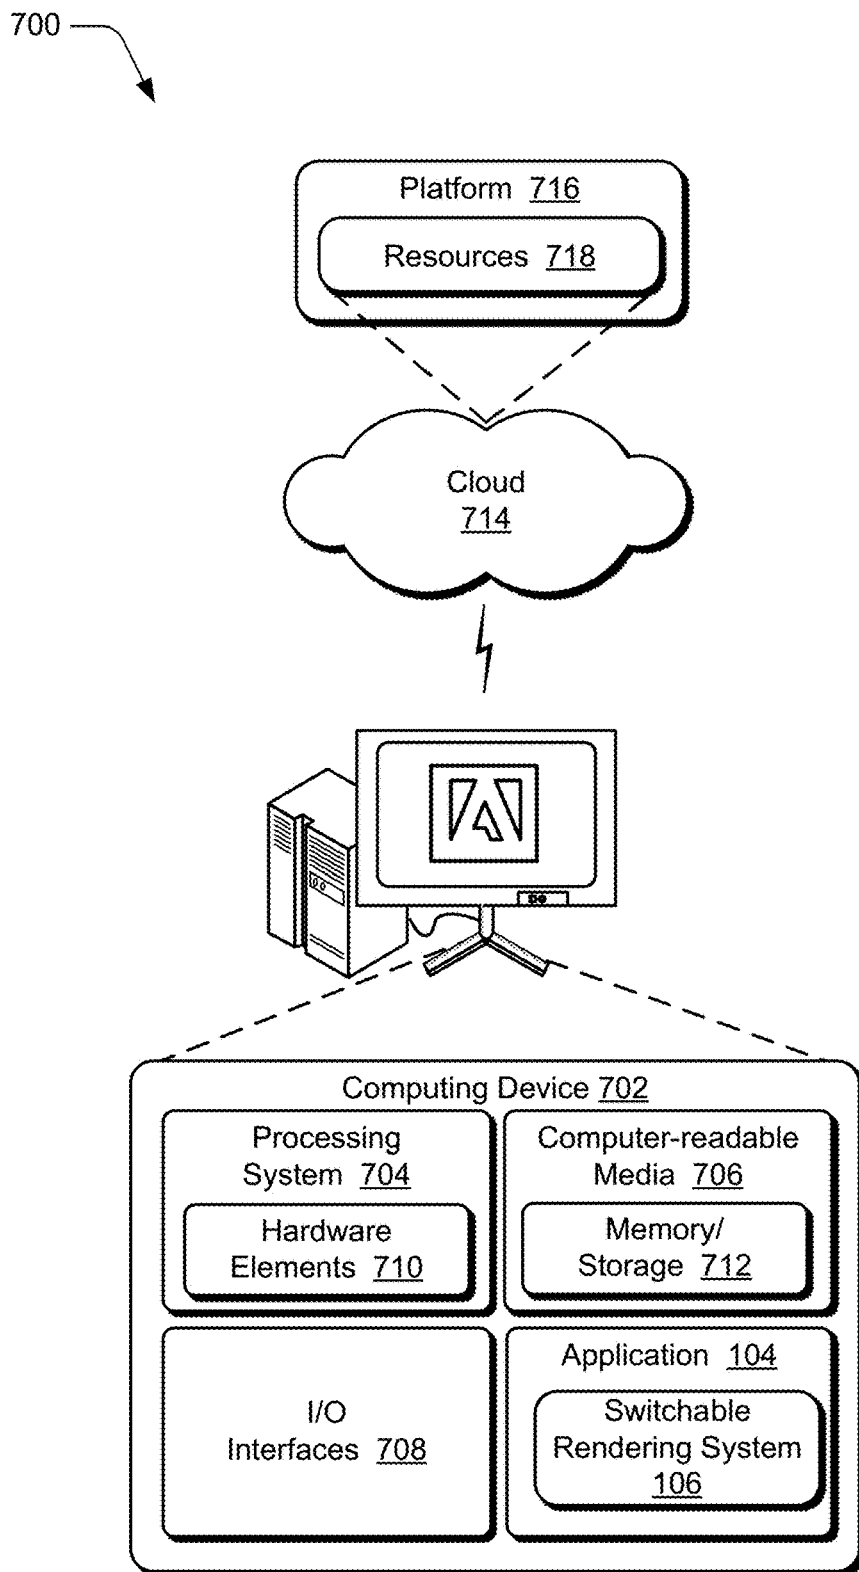 700
Platform 716
Resources 718
Cloud
714
Computing Device 702
Processing
System 704
Hardware
Elements 710
Computer-readable
Media 706
Memory/
Storage 712
I/O
Interfaces 708
Application 104
Switchable
Rendering System
106